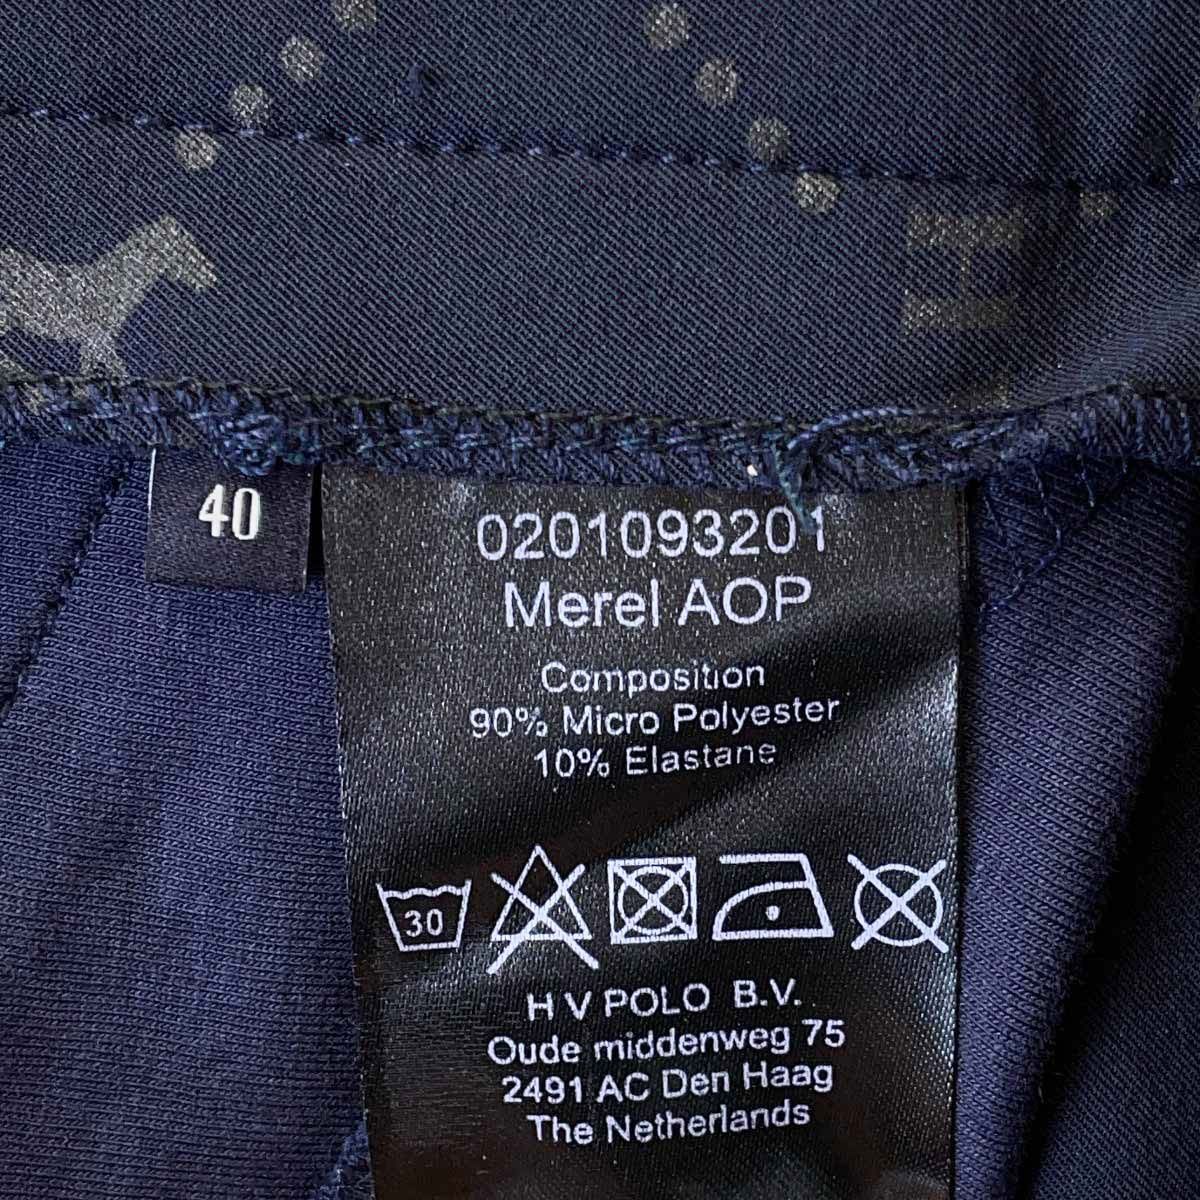 H
40
0201093201
Merel AOP
Composition
90% Micro Polyester
10% Elastane
30
H V POLO B.V.
Oude middenweg 75
2491 AC Den Haag
The Netherlands